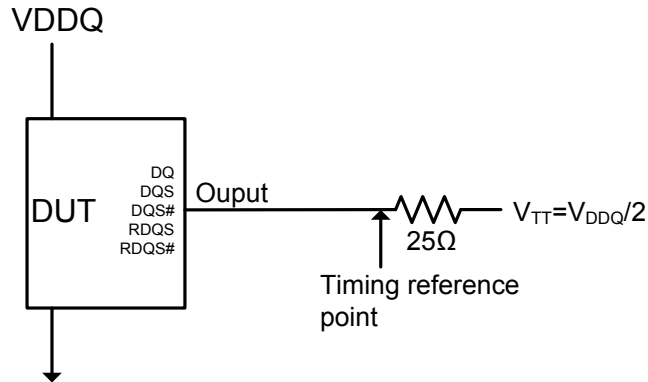 VDDQ
DUT
DQ
DQS
DQS#
RDQS
RDQS#
Ouput
25Ω
V_TT=V_DDQ/2
Timing reference
point